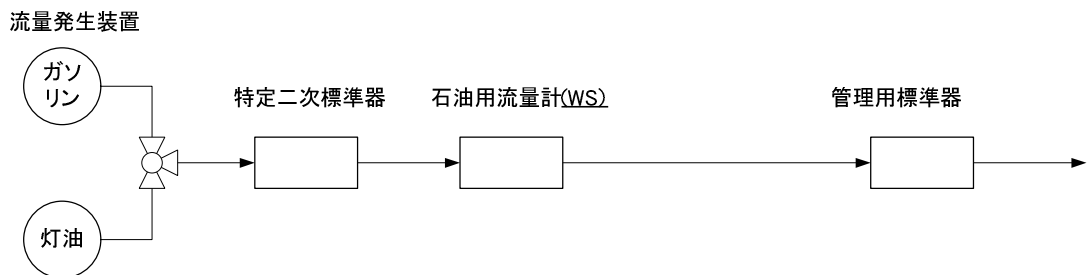 流量発生装置
ガソ
リン
特定二次標準器
石油用流量計(WS)
管理用標準器
灯油